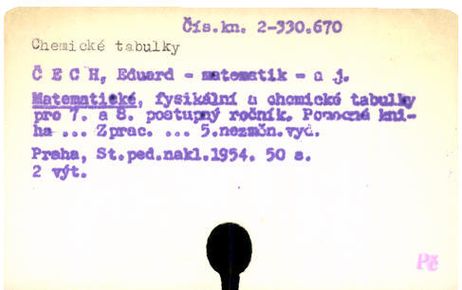 Čís.kn. 2-330.670
Chemické tabulky
Č E C H, Eduard - matematik - a j.
Matematické, fysikální a chemické tabulky
pro 7. a 8. postupný ročník. Pomocná kni-
ha ... Zprac. ... 5.nezměn.vyd.
Praha, St.ped.nakl.1954. 50 s.
2 výt.
Pč